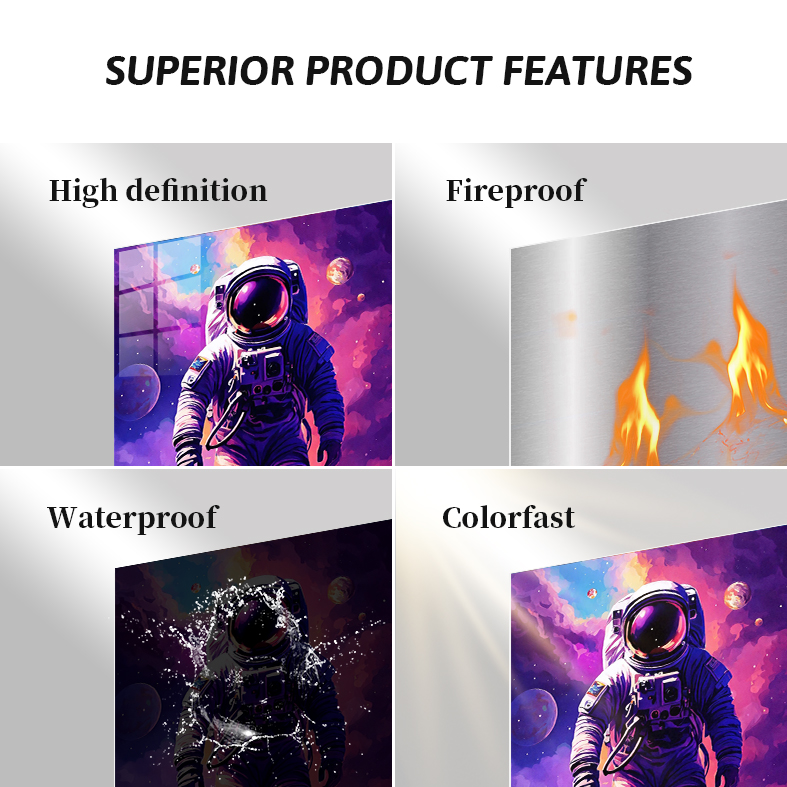 SUPERIOR PRODUCT FEATURES
High definition
Fireproof
Waterproof
Colorfast